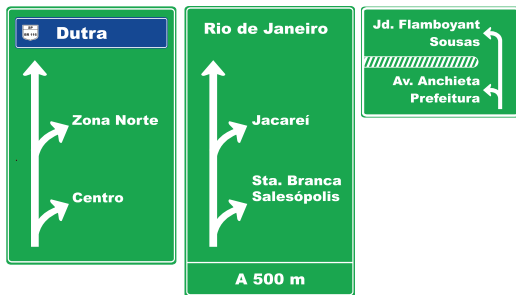 Dutra
Zona Norte
Centro
Rio de Janeiro
Jacareí
Sta. Branca
Salesópolis
A 500 m
Jd. Flamboyant
Sousas
Av. Anchieta
Prefeitura